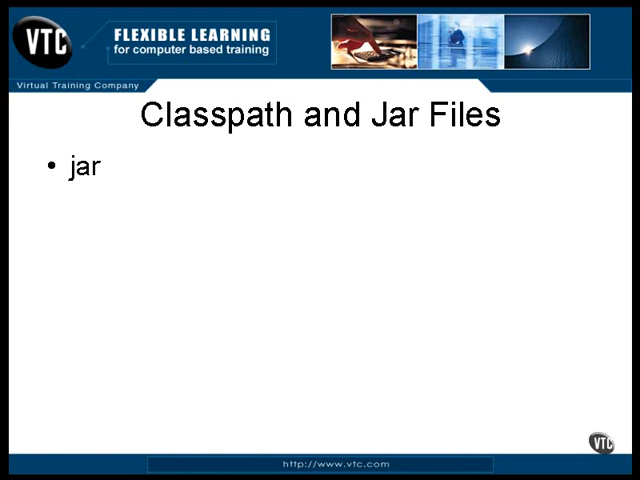 VTC
FLEXIBLE LEARNING
for computer based training
Virtual Training Company
Classpath and Jar Files
• jar
VTC
http://www.vtc.com